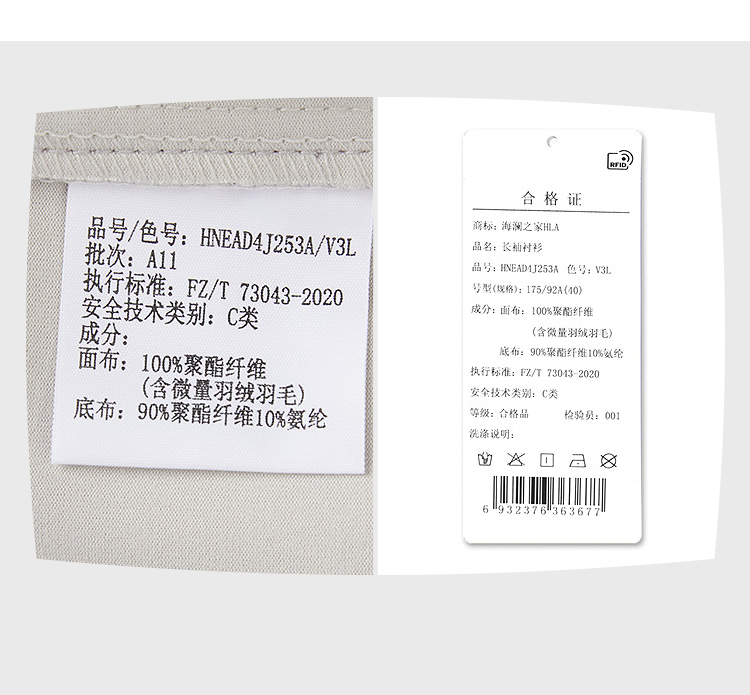 品号/色号: HNEAD4J253A/V3L
批次: A11
执行标准: FZ/T 73043-2020
安全技术类别: C类
成分:
面布: 100%聚酯纤维
(含微量羽绒羽毛)
底布: 90%聚酯纤维10%氨纶
RFID
合格证
商标: 海澜之家HLA
品名: 长袖衬衫
品号: HNEAD4J253A 色号: V3L
号型(规格): 175/92A(40)
成分: 面布: 100%聚酯纤维
(含微量羽绒羽毛)
底布: 90%聚酯纤维10%氨纶
执行标准: FZ/T 73043-2020
安全技术类别: C类
等级: 合格品 检验员: 001
洗涤说明:
6 932376 363677